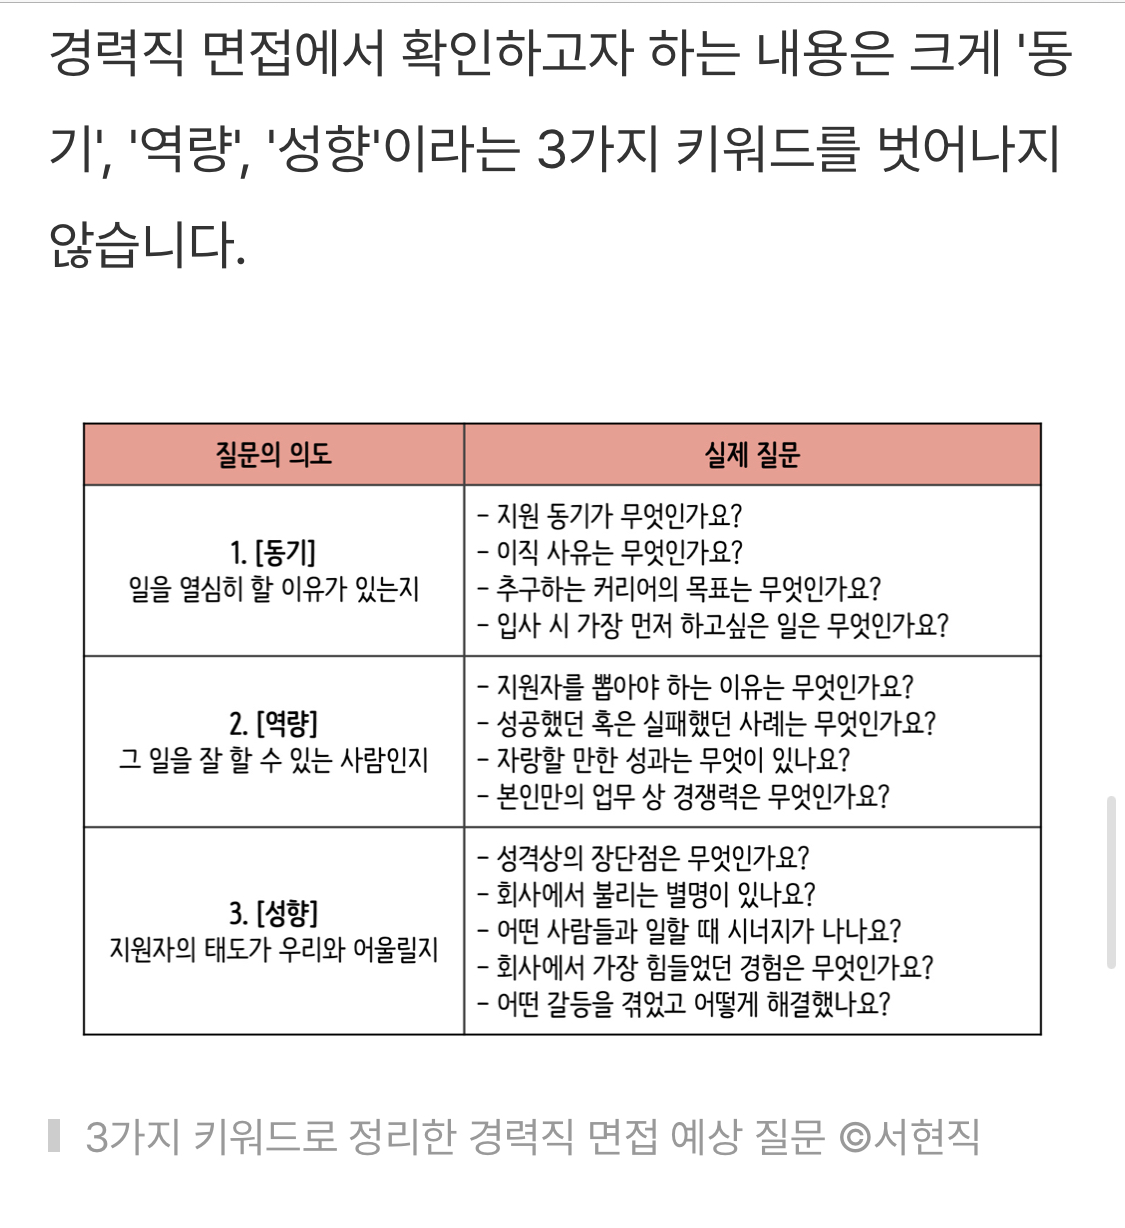 경력직 면접에서 확인하고자 하는 내용은 크게 '동
기', '역량', '성향'이라는 3가지 키워드를 벗어나지
않습니다.
질문의 의도
실제 질문
1. [동기]
일을 열심히 할 이유가 있는지
- 지원 동기가 무엇인가요?
- 이직 사유는 무엇인가요?
- 추구하는 커리어의 목표는 무엇인가요?
- 입사 시 가장 먼저 하고싶은 일은 무엇인가요?
2. [역량]
그 일을 잘 할 수 있는 사람인지
- 지원자를 뽑아야 하는 이유는 무엇인가요?
- 성공했던 혹은 실패했던 사례는 무엇인가요?
- 자랑할 만한 성과는 무엇이 있나요?
- 본인만의 업무 상 경쟁력은 무엇인가요?
3. [성향]
지원자의 태도가 우리와 어울릴지
- 성격상의 장단점은 무엇인가요?
- 회사에서 불리는 별명이 있나요?
- 어떤 사람들과 일할 때 시너지가 나나요?
- 회사에서 가장 힘들었던 경험은 무엇인가요?
- 어떤 갈등을 겪었고 어떻게 해결했나요?
3가지 키워드로 정리한 경력직 면접 예상 질문 ©서현직